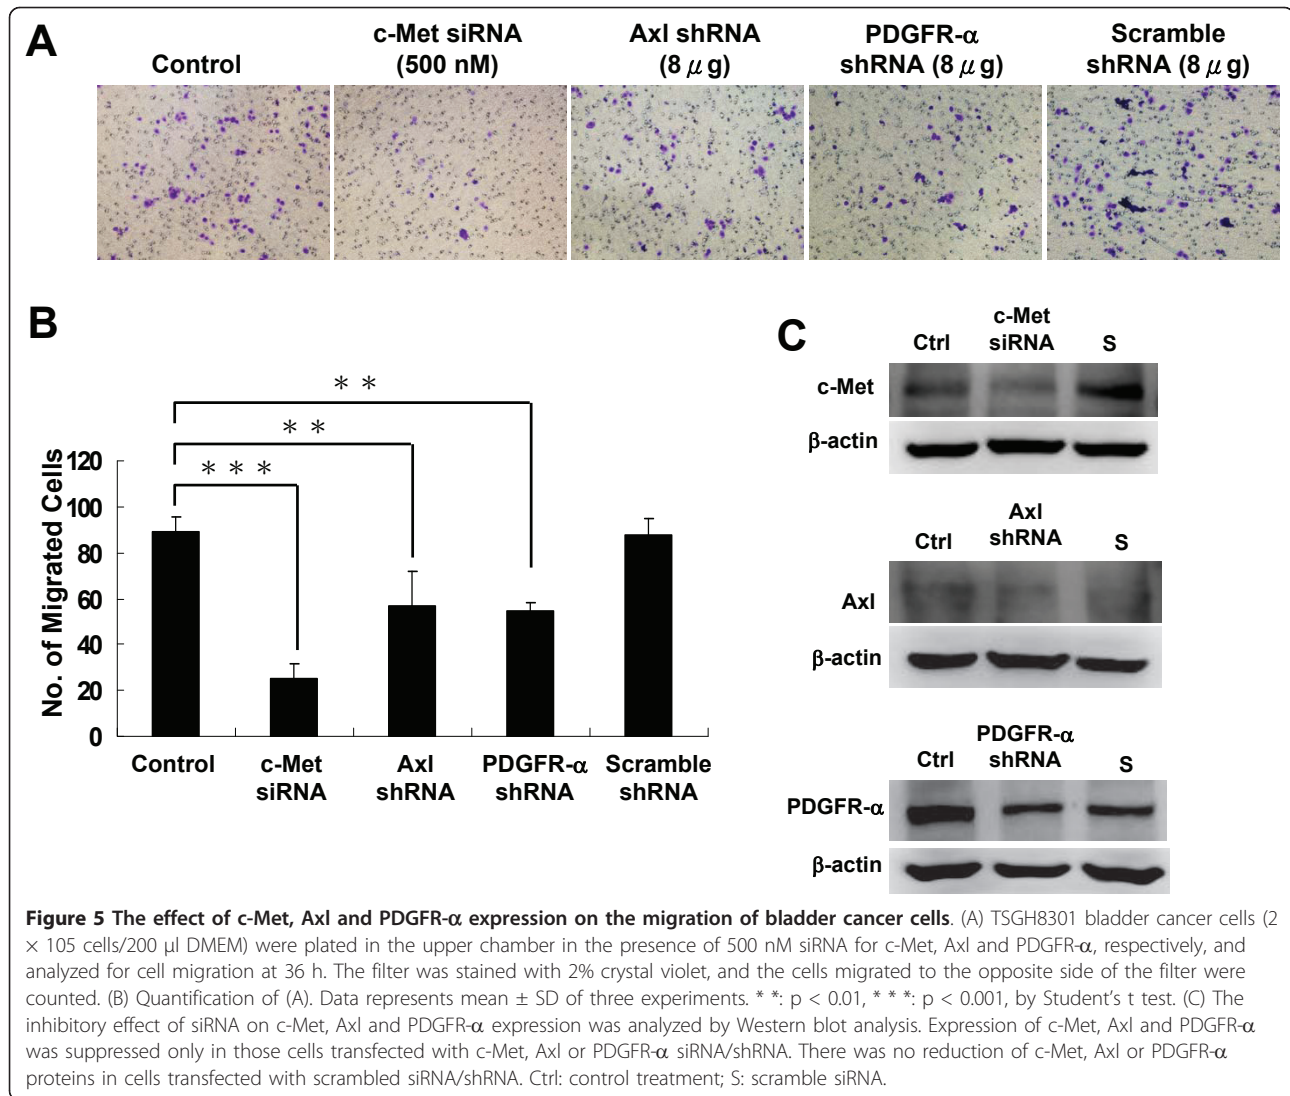 A
Control
c-Met siRNA
(500 nM)
Axl shRNA
(8 μg)
PDGFR-α
shRNA (8 μg)
Scramble
shRNA (8 μg)
B
* *
* *
* * *
No. of Migrated Cells
120
100
80
60
40
20
0
Control
c-Met
siRNA
Axl
shRNA
PDGFR-α
shRNA
Scramble
shRNA
C
Ctrl
c-Met
siRNA
S
c-Met
β-actin
Ctrl
Axl
shRNA
S
Axl
β-actin
Ctrl
PDGFR-α
shRNA
S
PDGFR-α
β-actin
Figure 5 The effect of c-Met, Axl and PDGFR-α expression on the migration of bladder cancer cells. (A) TSGH8301 bladder cancer cells (2
× 105 cells/200 μl DMEM) were plated in the upper chamber in the presence of 500 nM siRNA for c-Met, Axl and PDGFR-α, respectively, and
analyzed for cell migration at 36 h. The filter was stained with 2% crystal violet, and the cells migrated to the opposite side of the filter were
counted. (B) Quantification of (A). Data represents mean ± SD of three experiments. * *: p < 0.01, * * *: p < 0.001, by Student's t test. (C) The
inhibitory effect of siRNA on c-Met, Axl and PDGFR-α expression was analyzed by Western blot analysis. Expression of c-Met, Axl and PDGFR-α
was suppressed only in those cells transfected with c-Met, Axl or PDGFR-α siRNA/shRNA. There was no reduction of c-Met, Axl or PDGFR-α
proteins in cells transfected with scrambled siRNA/shRNA. Ctrl: control treatment; S: scramble siRNA.